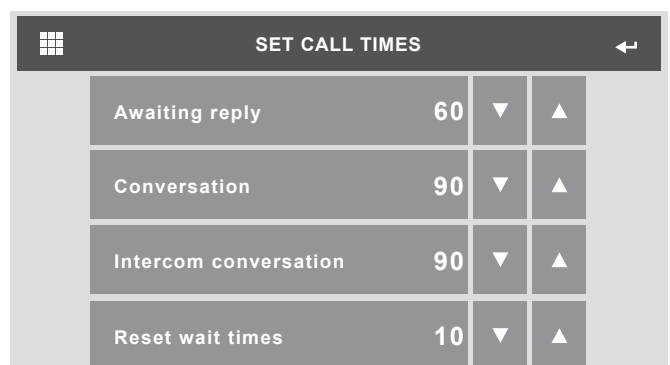 SET CALL TIMES
Awaiting reply 60
Conversation 90
Intercom conversation 90
Reset wait times 10